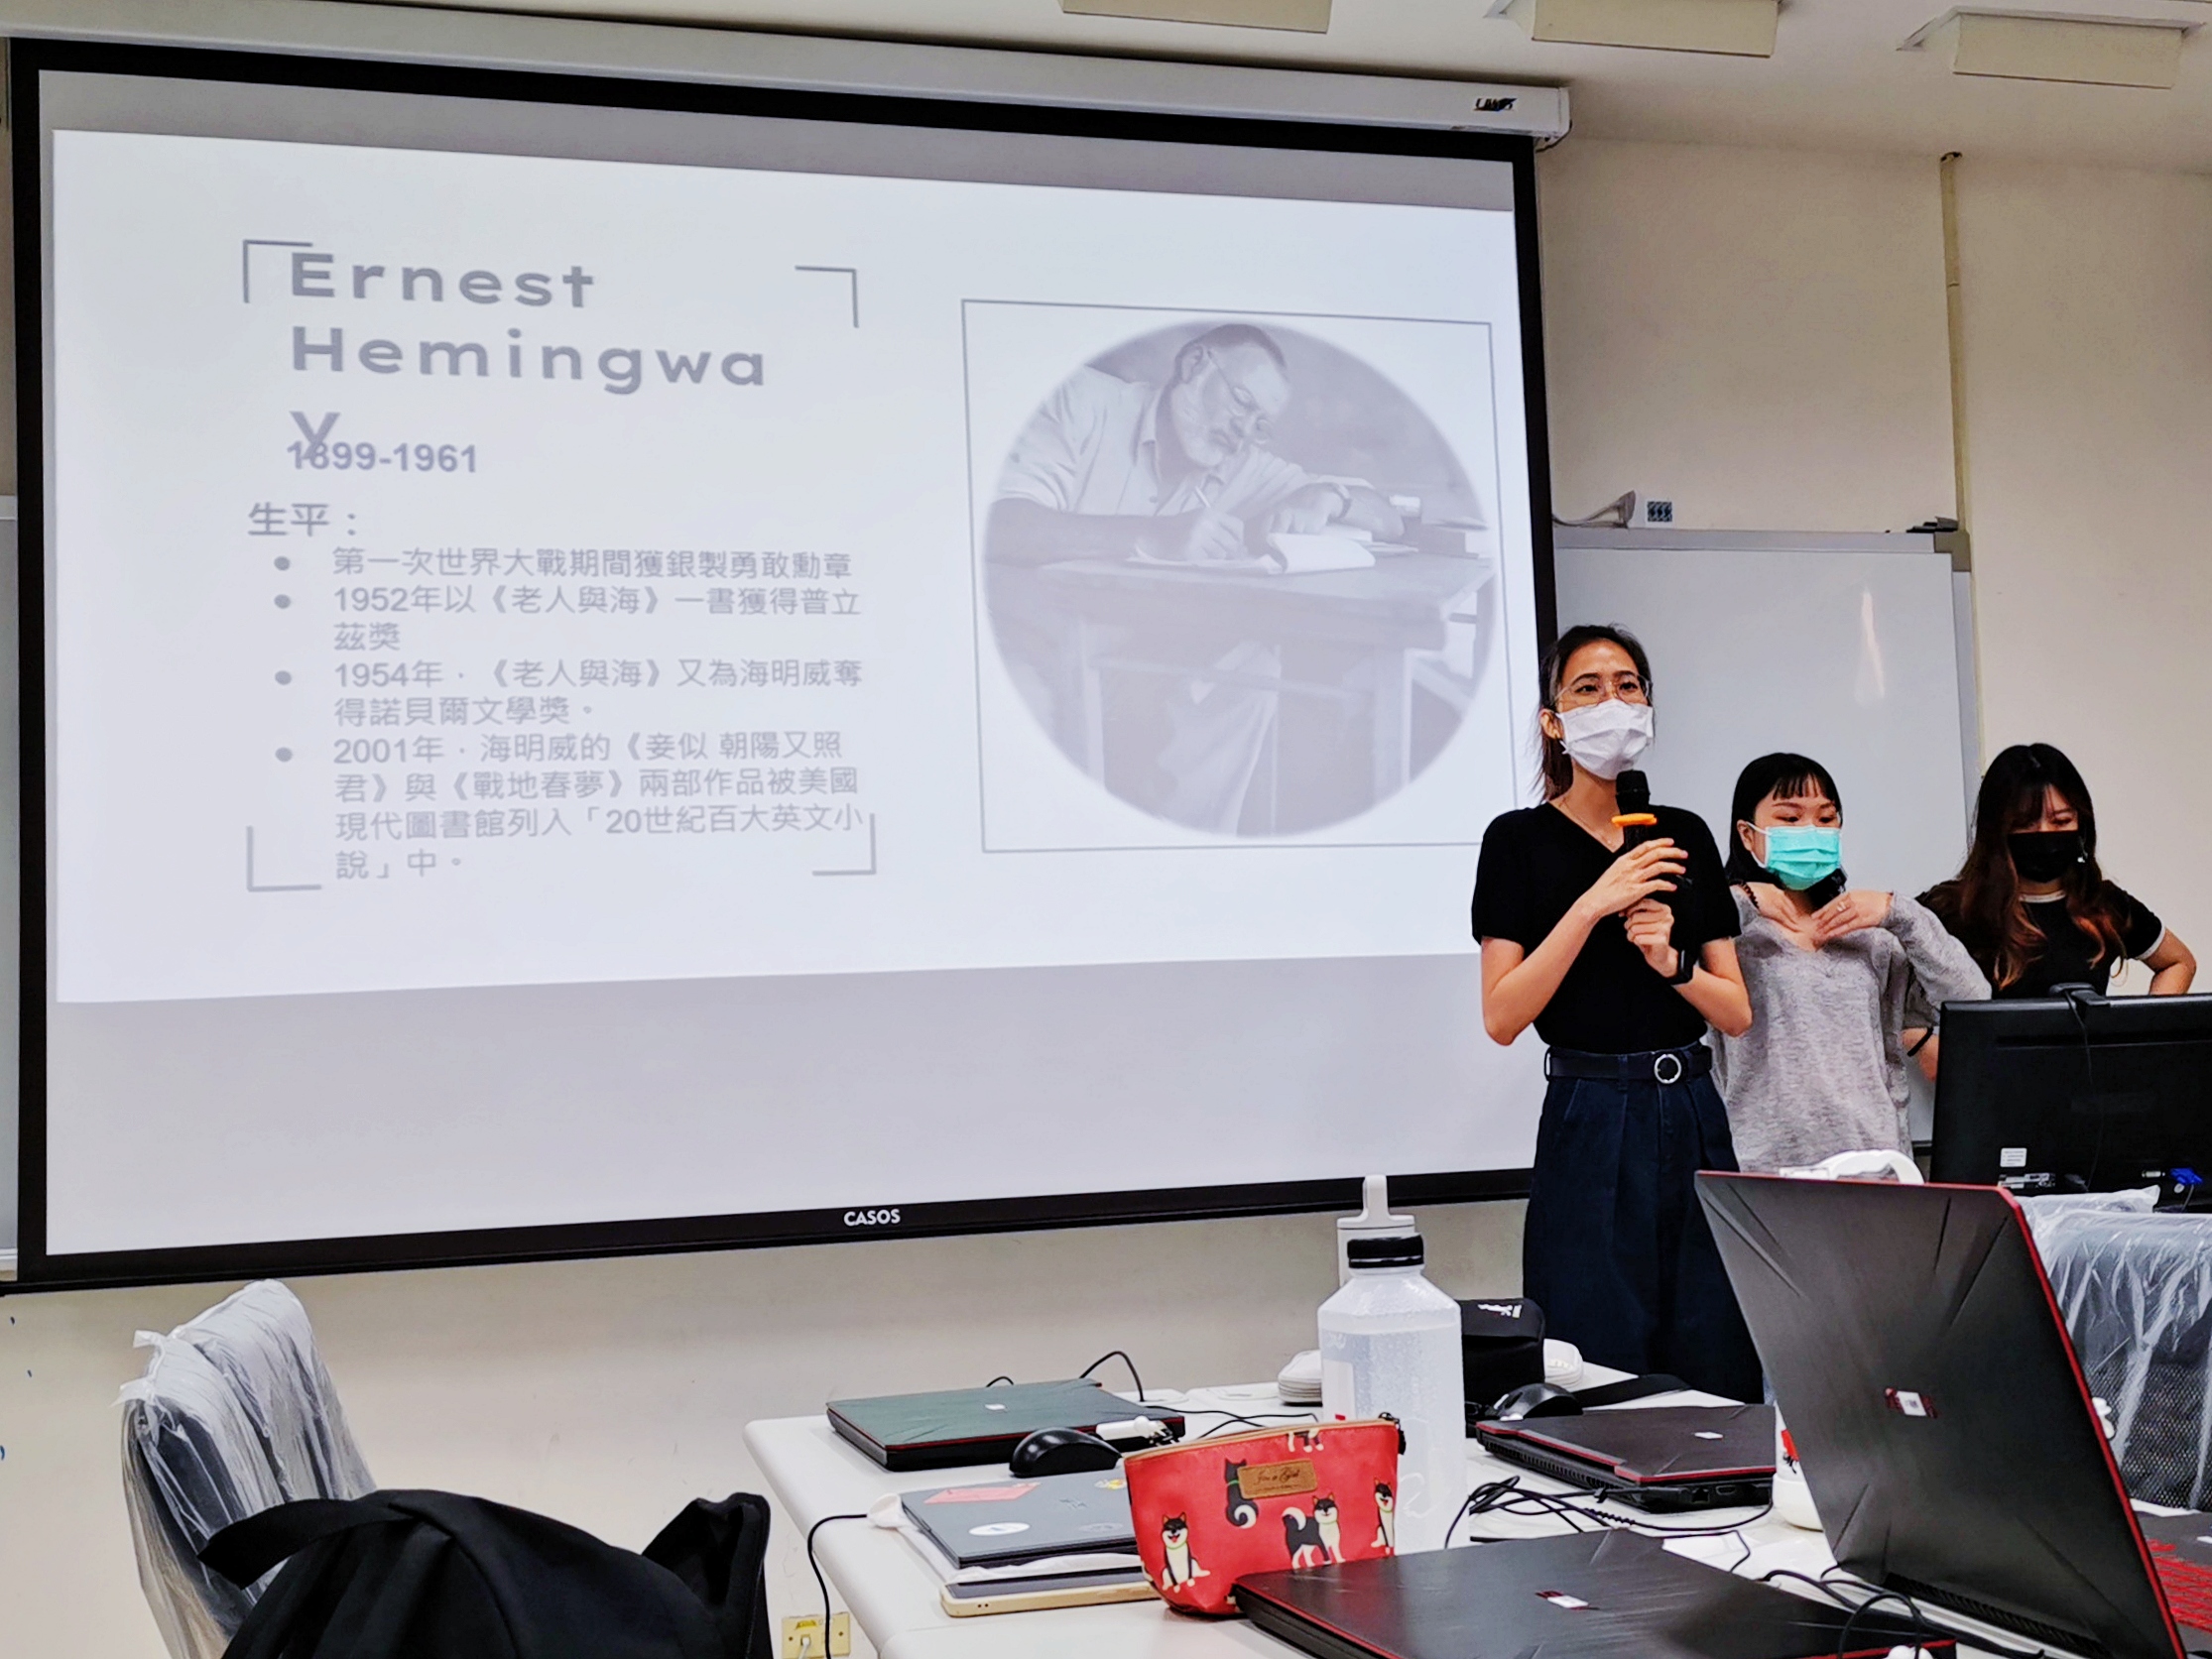 Ernest
Hemingwa
y
1899-1961
生平：
● 第一次世界大戰期間獲銀製勇敢勳章
● 1952年以《老人與海》一書獲得普立
茲獎
● 1954年，《老人與海》又為海明威奪
得諾貝爾文學獎。
● 2001年，海明威的《妾似 朝陽又照
君》與《戰地春夢》兩部作品被美國
現代圖書館列入「20世紀百大英文小
說」中。
CASOS